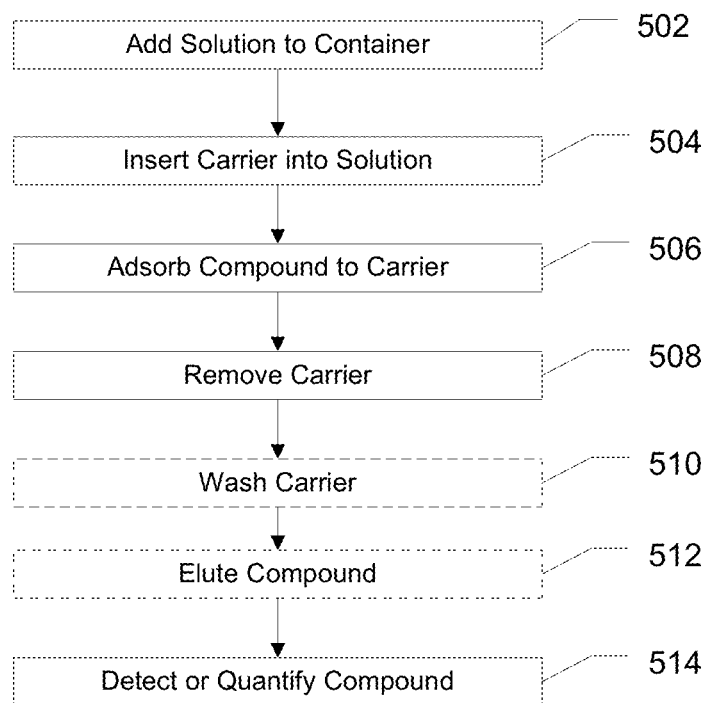 Add Solution to Container
502
Insert Carrier into Solution
504
Adsorb Compound to Carrier
506
Remove Carrier
508
Wash Carrier
510
Elute Compound
512
Detect or Quantify Compound
514